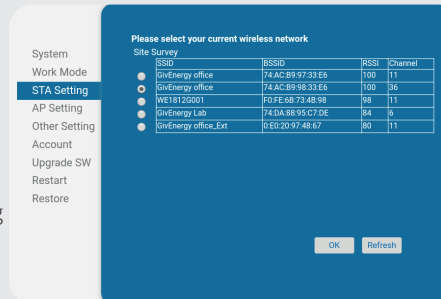 Please select your current wireless network
Site Survey
SSID BSSID RSSI Channel
GivEnergy office 74:AC:B9:97:33:E6 100 11
GivEnergy office 74:AC:B9:98:33:E6 100 36
WE1812G001 F0:FE:6B:73:4B:98 98 11
GivEnergy Lab 74:DA:88:95:C7:DE 84 6
GivEnergy office_Ext 0:E0:20:97:48:67 80 11
System
Work Mode
STA Setting
AP Setting
Other Setting
Account
Upgrade SW
Restart
Restore
OK Refresh